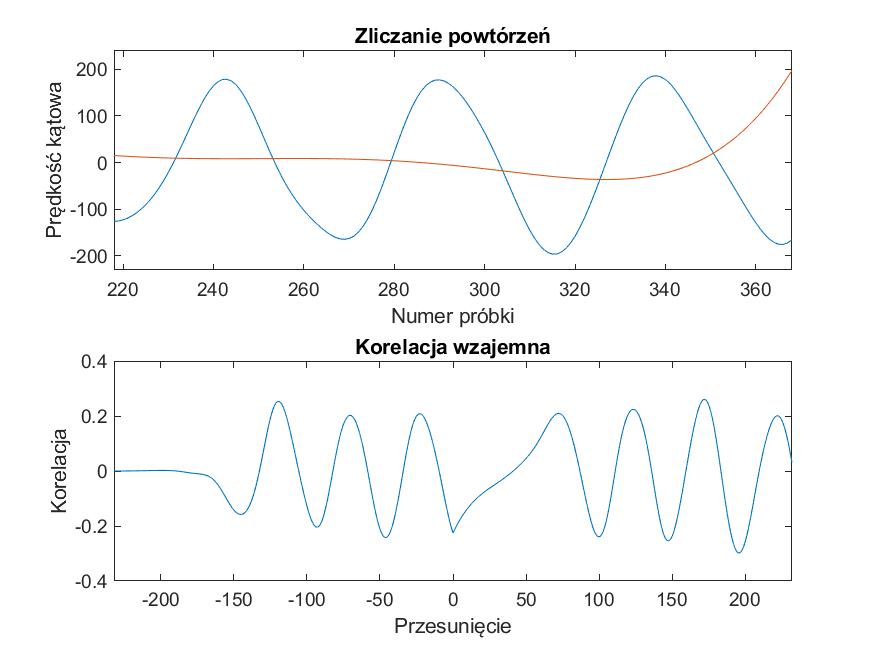 Zliczanie powtórzeń
Prędkość kątowa
200
100
0
-100
-200
220 240 260 280 300 320 340 360
Numer próbki
Korelacja wzajemna
Korelacja
0.4
0.2
0
-0.2
-0.4
-200 -150 -100 -50 0 50 100 150 200
Przesunięcie